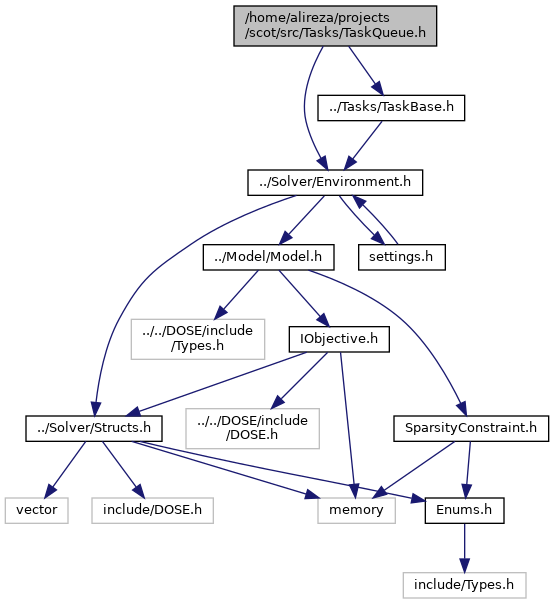 /home/alireza/projects
/scot/src/Tasks/TaskQueue.h
../Tasks/TaskBase.h
../Solver/Environment.h
../Model/Model.h
settings.h
../../DOSE/include
/Types.h
IObjective.h
../Solver/Structs.h
../../DOSE/include
/DOSE.h
SparsityConstraint.h
vector
include/DOSE.h
memory
Enums.h
include/Types.h